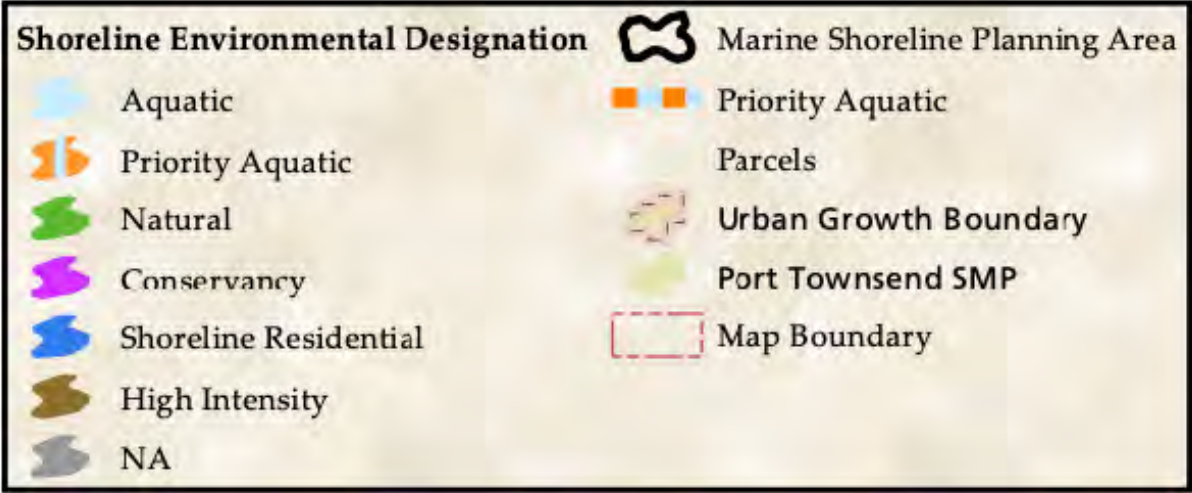 Shoreline Environmental Designation
Aquatic
Priority Aquatic
Natural
Conservancy
Shoreline Residential
High Intensity
NA
Marine Shoreline Planning Area
Priority Aquatic
Parcels
Urban Growth Boundary
Port Townsend SMP
Map Boundary